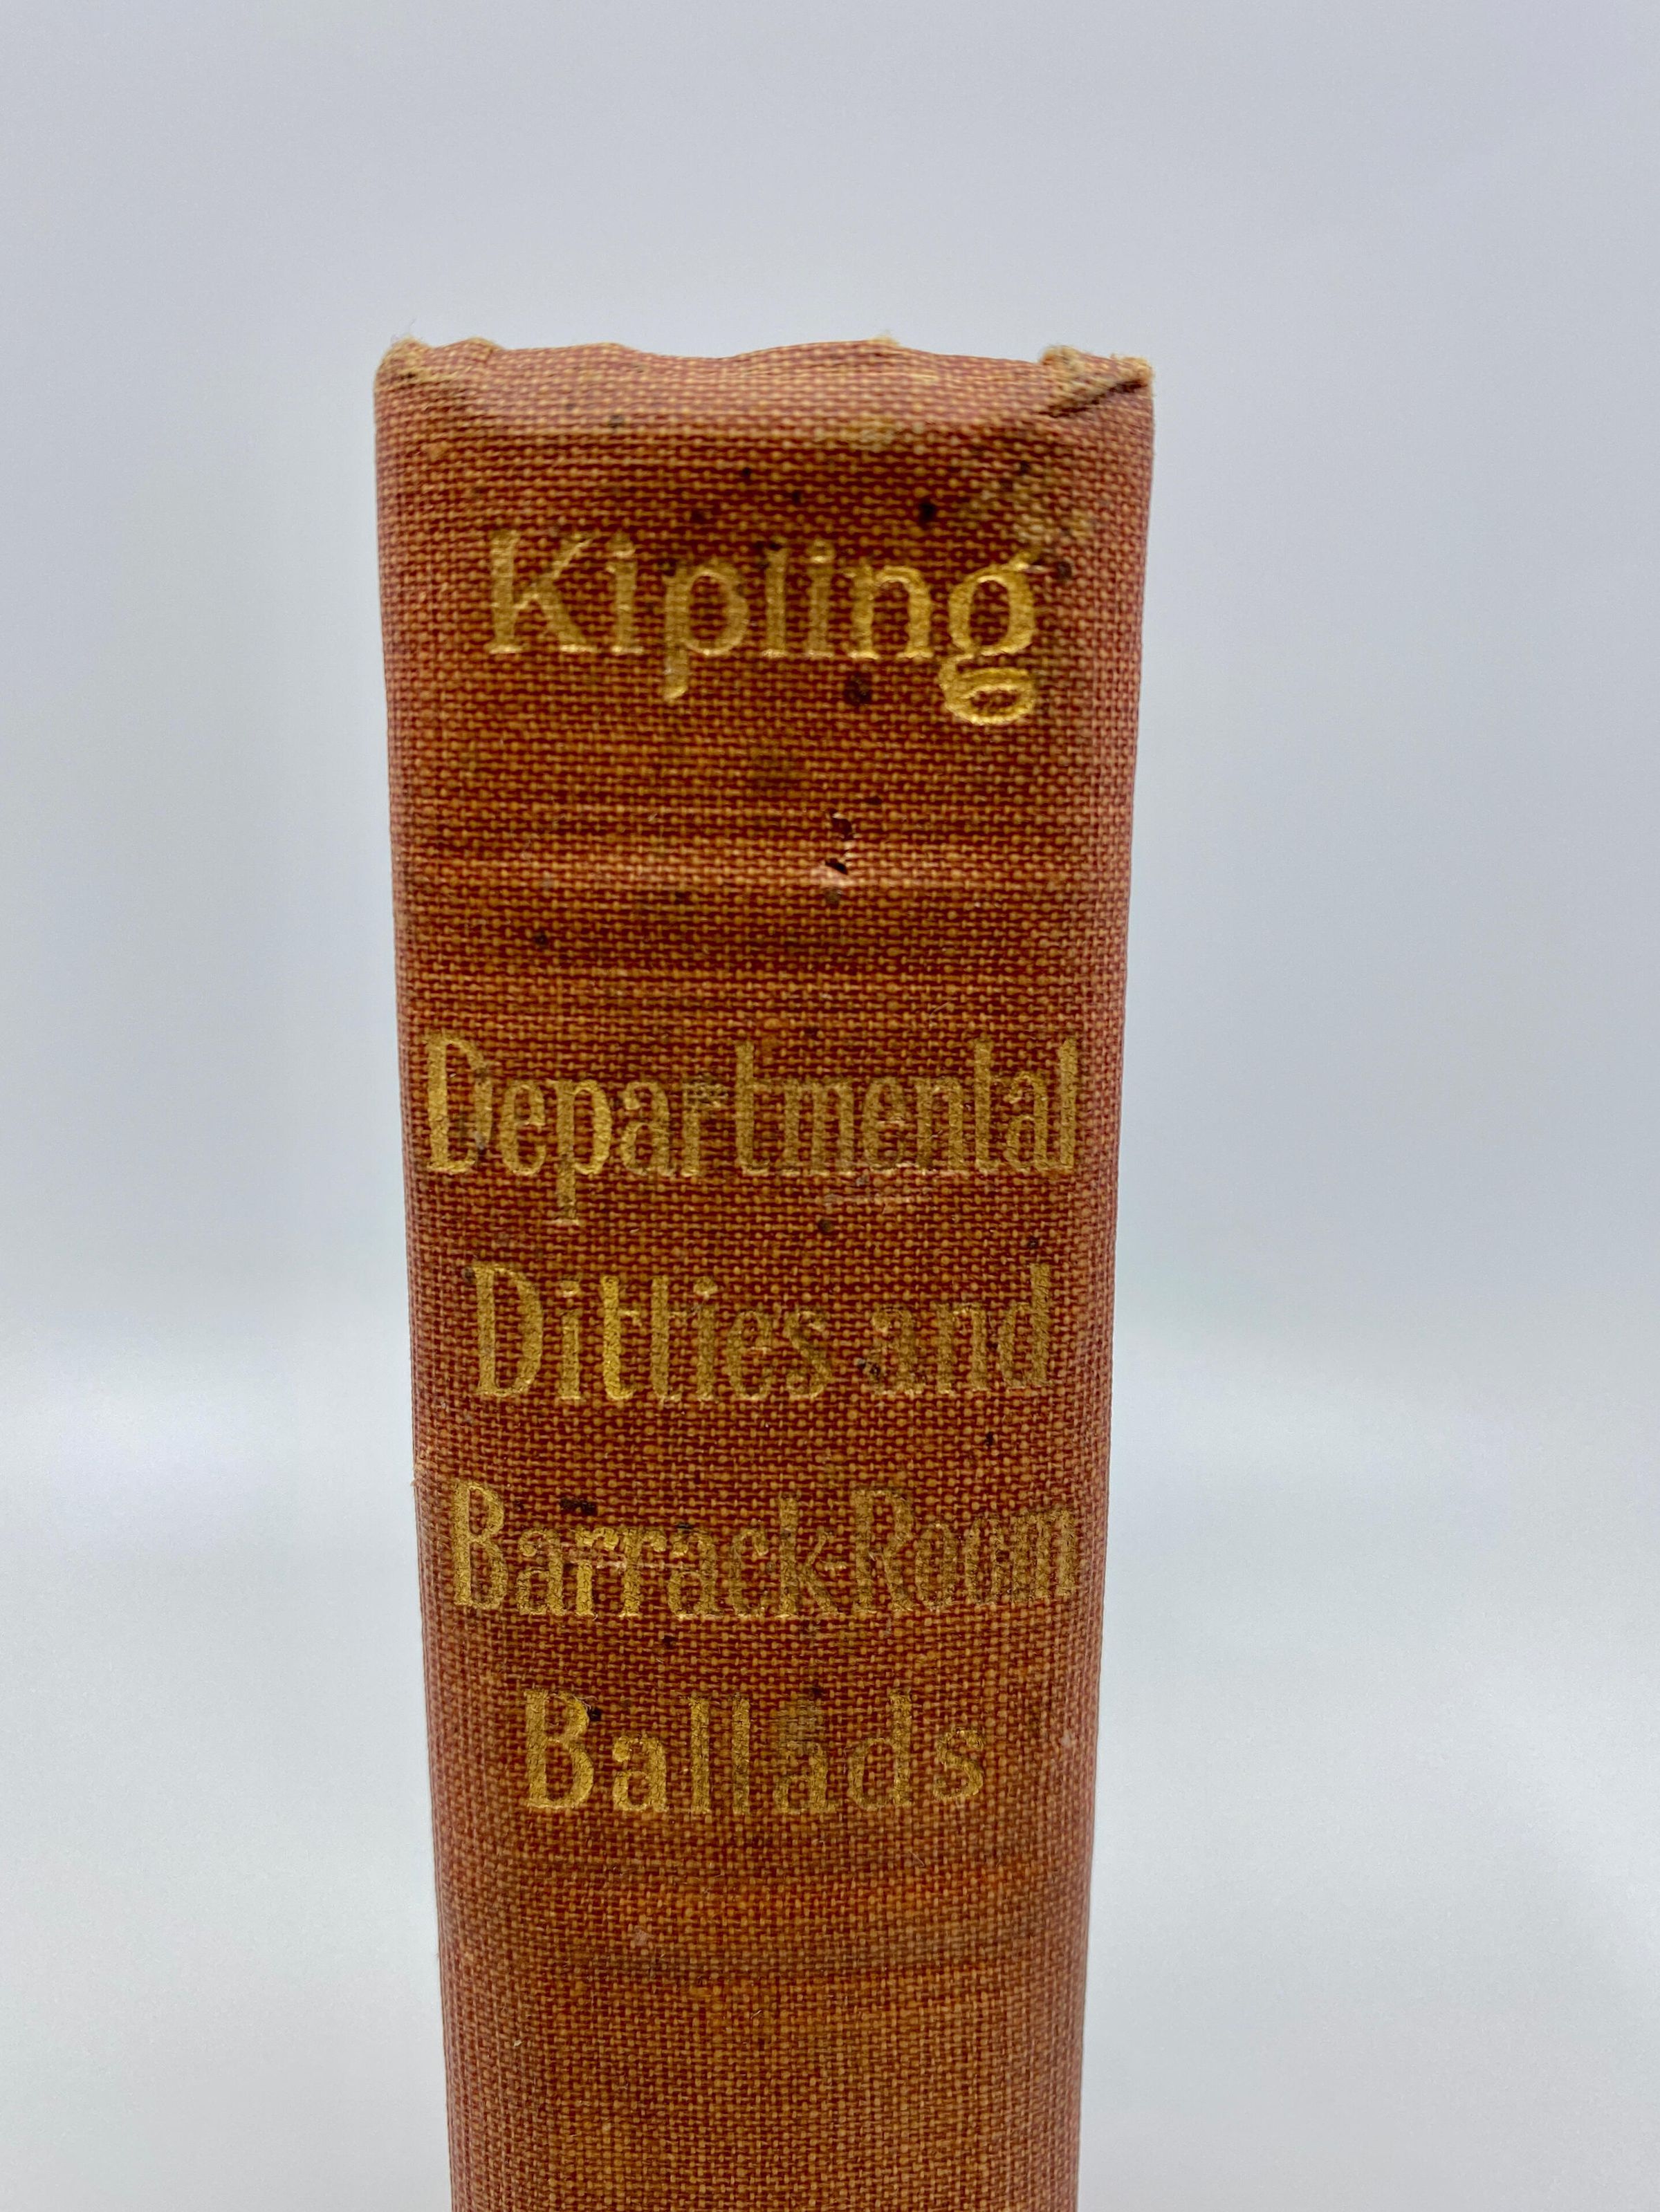 Kipling
Departmental
Ditties and
Barrack-Room
Ballads